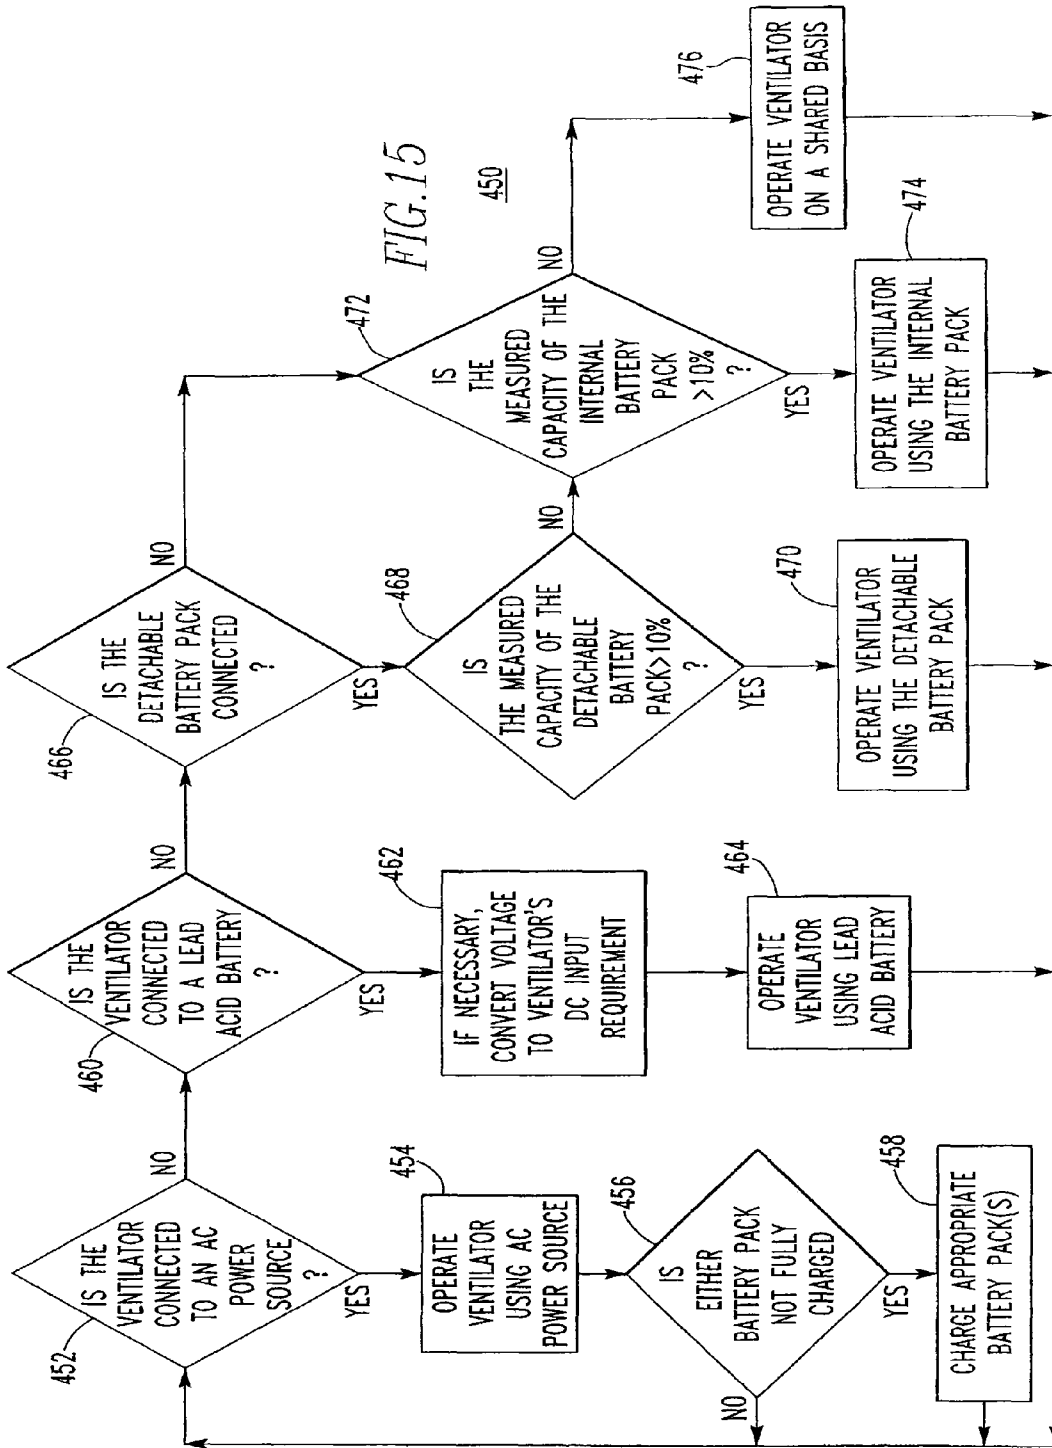 FIG.15
450
452
IS THE
VENTILATOR
CONNECTED
TO AN AC
POWER
SOURCE
?
NO
YES
454
OPERATE
VENTILATOR
USING AC
POWER SOURCE
456
IS
EITHER
BATTERY PACK
NOT FULLY
CHARGED
NO
YES
458
CHARGE APPROPRIATE
BATTERY PACK(S)
460
IS THE
VENTILATOR
CONNECTED
TO A LEAD
ACID BATTERY
?
NO
YES
462
IF NECESSARY,
CONVERT VOLTAGE
TO VENTILATOR'S
DC INPUT
REQUIREMENT
464
OPERATE
VENTILATOR
USING LEAD
ACID BATTERY
466
IS THE
DETACHABLE
BATTERY PACK
CONNECTED
?
NO
YES
468
IS
THE MEASURED
CAPACITY OF THE
DETACHABLE
BATTERY
PACK>10%
?
NO
YES
470
OPERATE VENTILATOR
USING THE DETACHABLE
BATTERY PACK
472
IS
THE
MEASURED
CAPACITY OF THE
INTERNAL
BATTERY
PACK
>10%
?
NO
YES
474
OPERATE VENTILATOR
USING THE INTERNAL
BATTERY PACK
476
OPERATE VENTILATOR
ON A SHARED BASIS